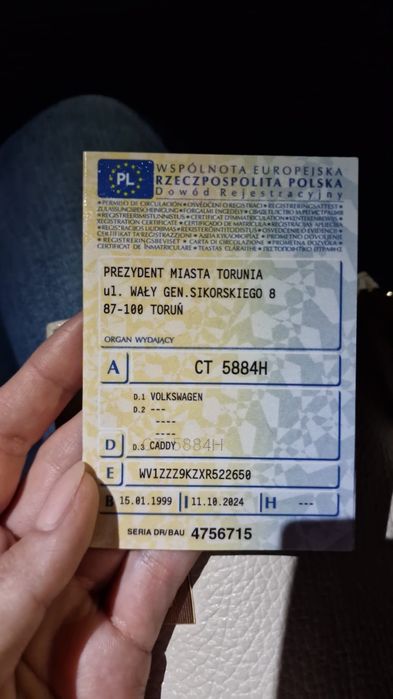 PL
WSPÓLNOTA EUROPEJSKA
RZECZPOSPOLITA POLSKA
Dowód Rejestracyjny
PREZYDENT MIASTA TORUNIA
ul. WAŁY GEN.SIKORSKIEGO 8
87-100 TORUŃ
ORGAN WYDAJĄCY
A CT 5884H
D.1 VOLKSWAGEN
D.2 ---
----
----
D D.3 CADDY
E WV1ZZZ9KZXR522650
B 15.01.1999 I 11.10.2024 H ---
SERIA DR/BAU 4756715